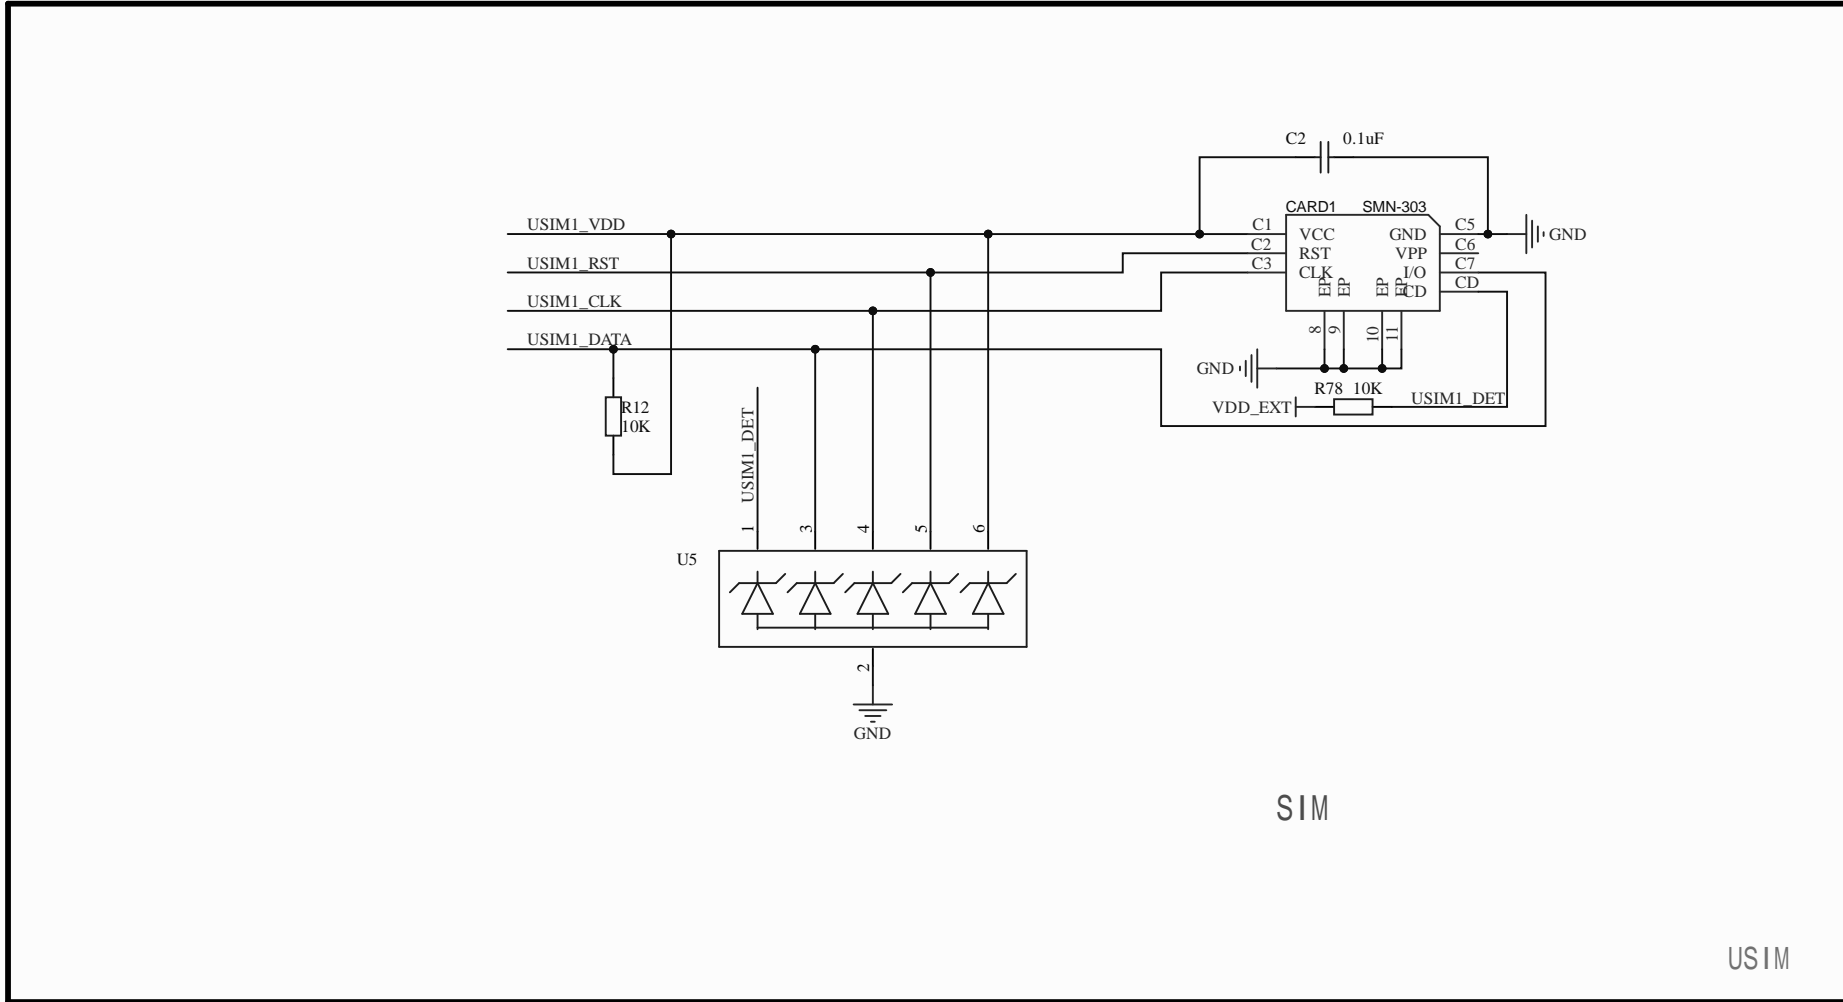 C2 0.1uF
CARD1 SMN-303
USIM1_VDD
C1 VCC GND C5 GND
C2 RST VPP C6
USIM1_RST
C3 CLK I/O C7
EP EP EP EP CD CD
USIM1_CLK
8 9 10 11
USIM1_DATA
GND
R78 10K
VDD_EXT USIM1_DET
R12
10K
USIM1_DET
1 3 4 5 6
U5
2
GND
SIM
USIM